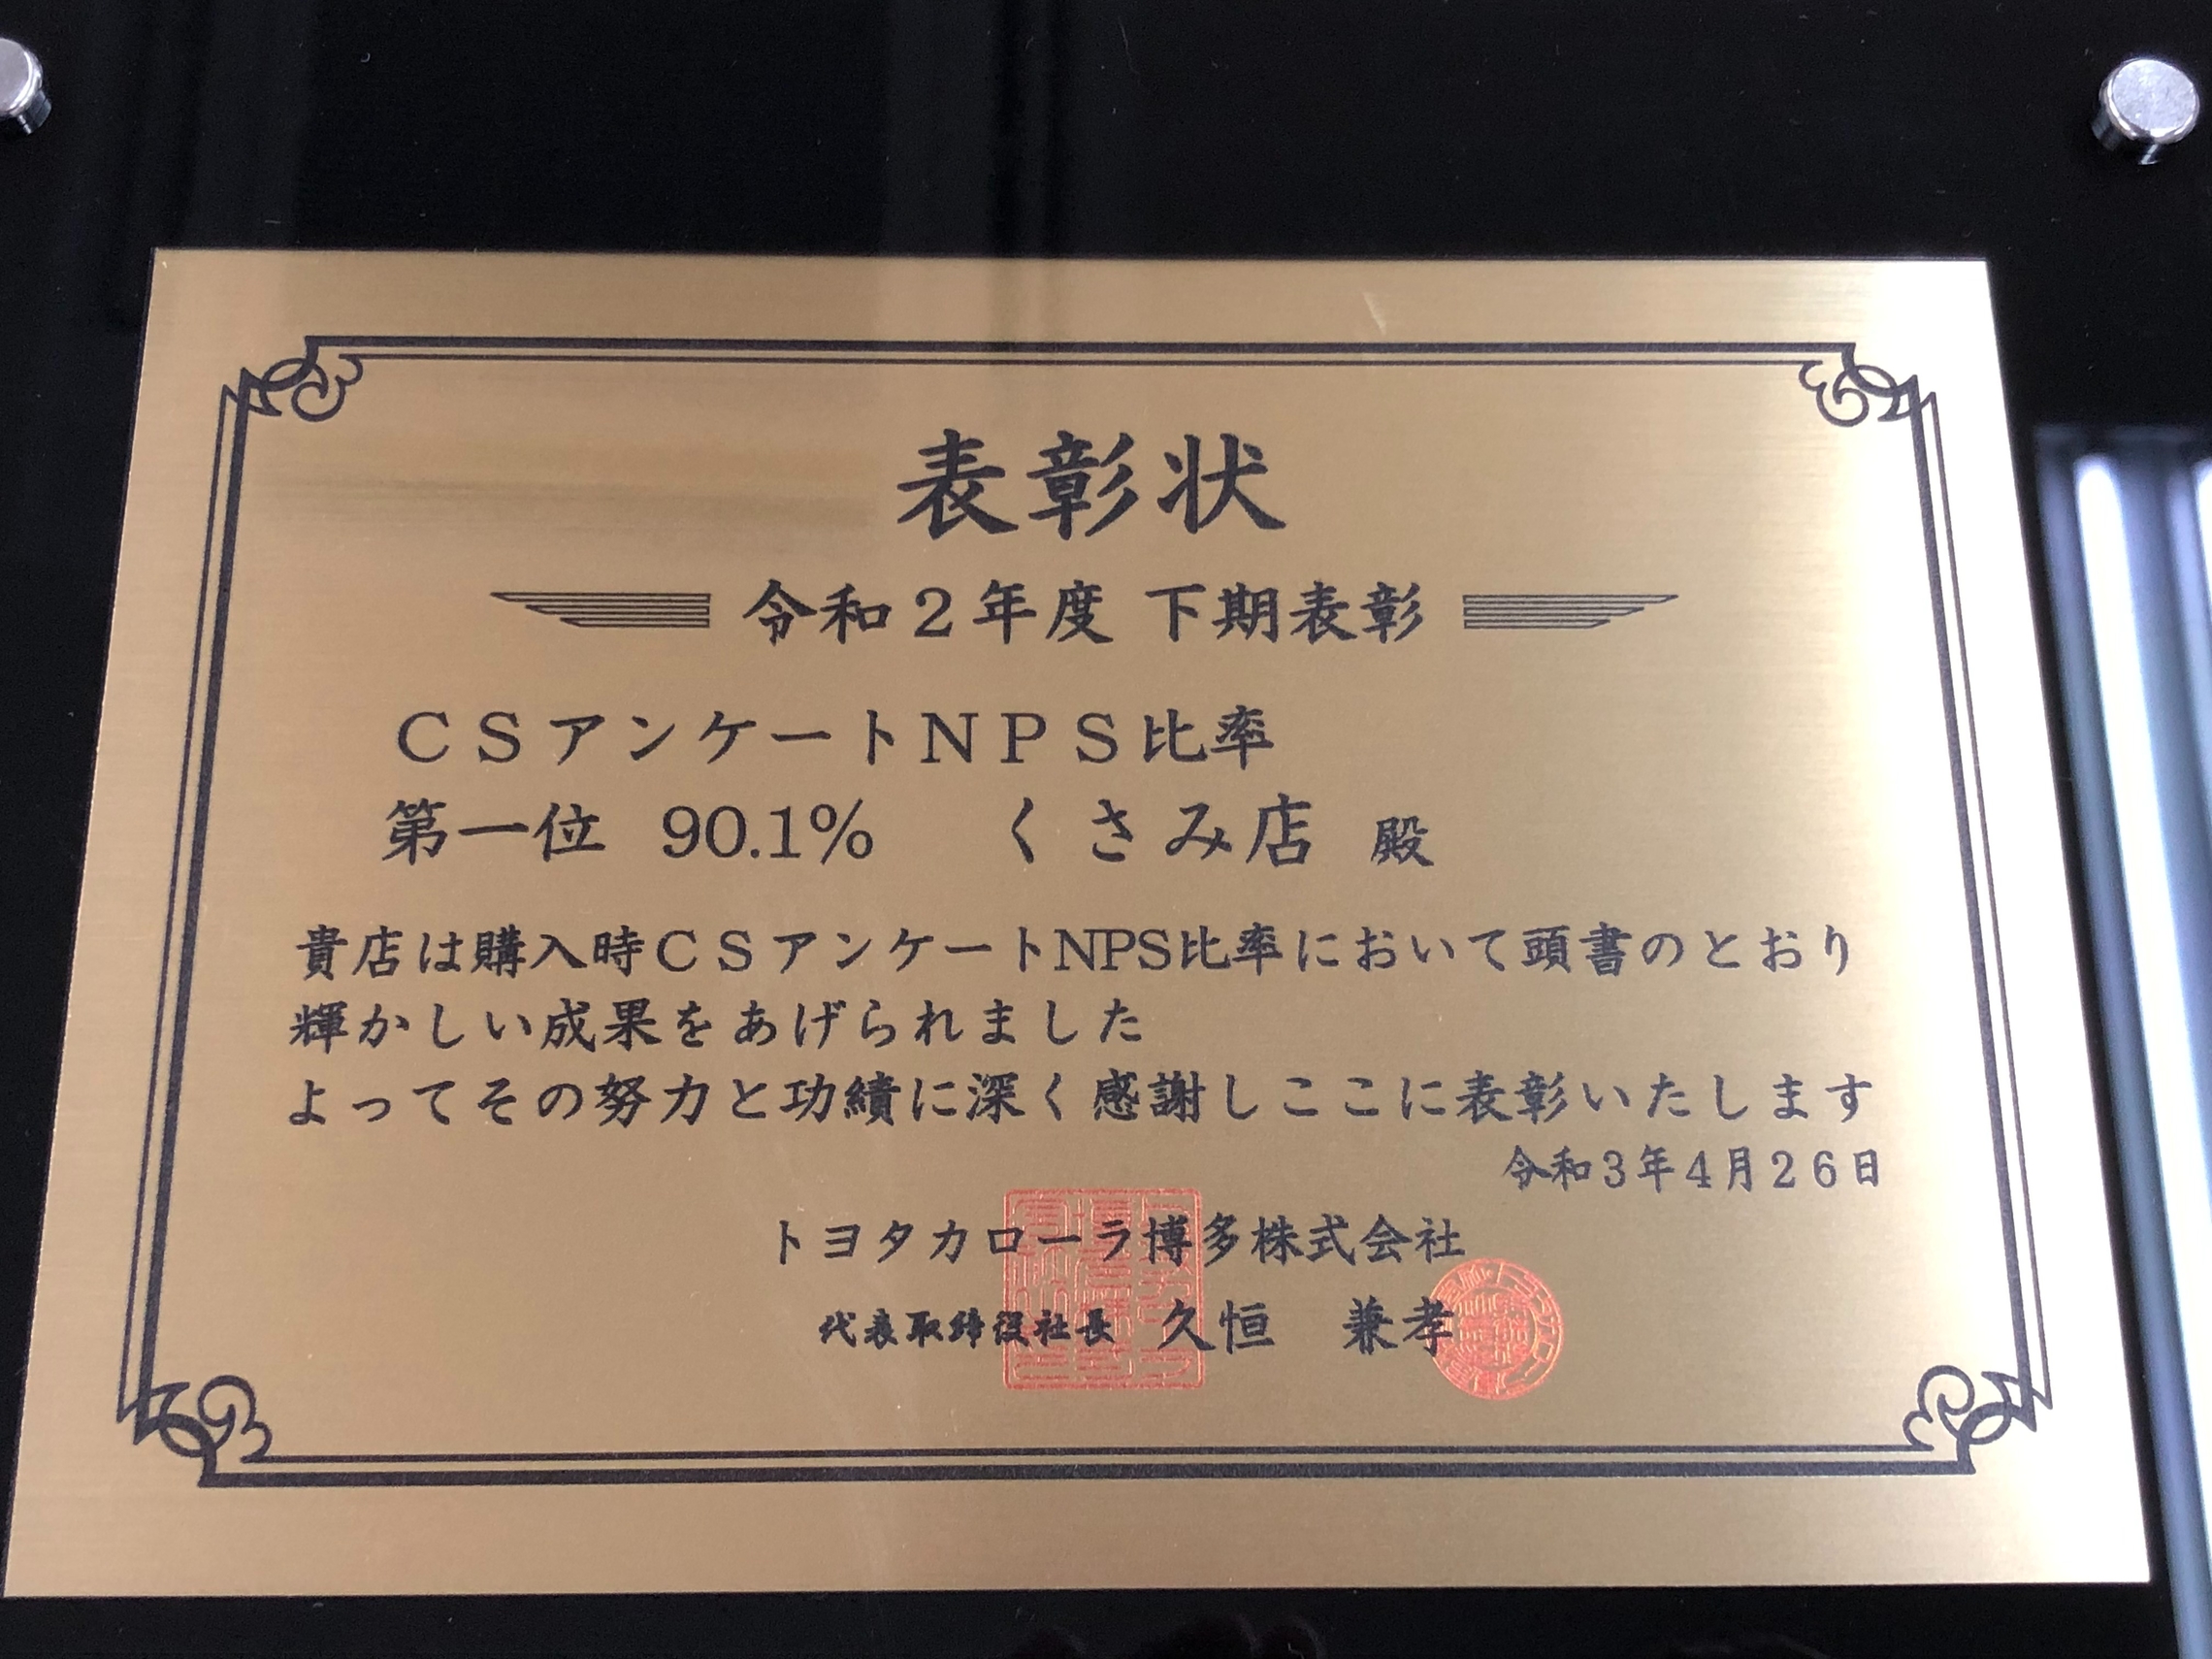 表彰状
令和２年度 下期表彰
ＣＳアンケートＮＰＳ比率
第一位 90.1% くさみ店 殿
貴店は購入時ＣＳアンケートNPS比率において頭書のとおり
輝かしい成果をあげられました
よってその努力と功績に深く感謝しここに表彰いたします
令和３年４月２６日
トヨタカローラ博多株式会社
代表取締役社長 久恒 兼孝